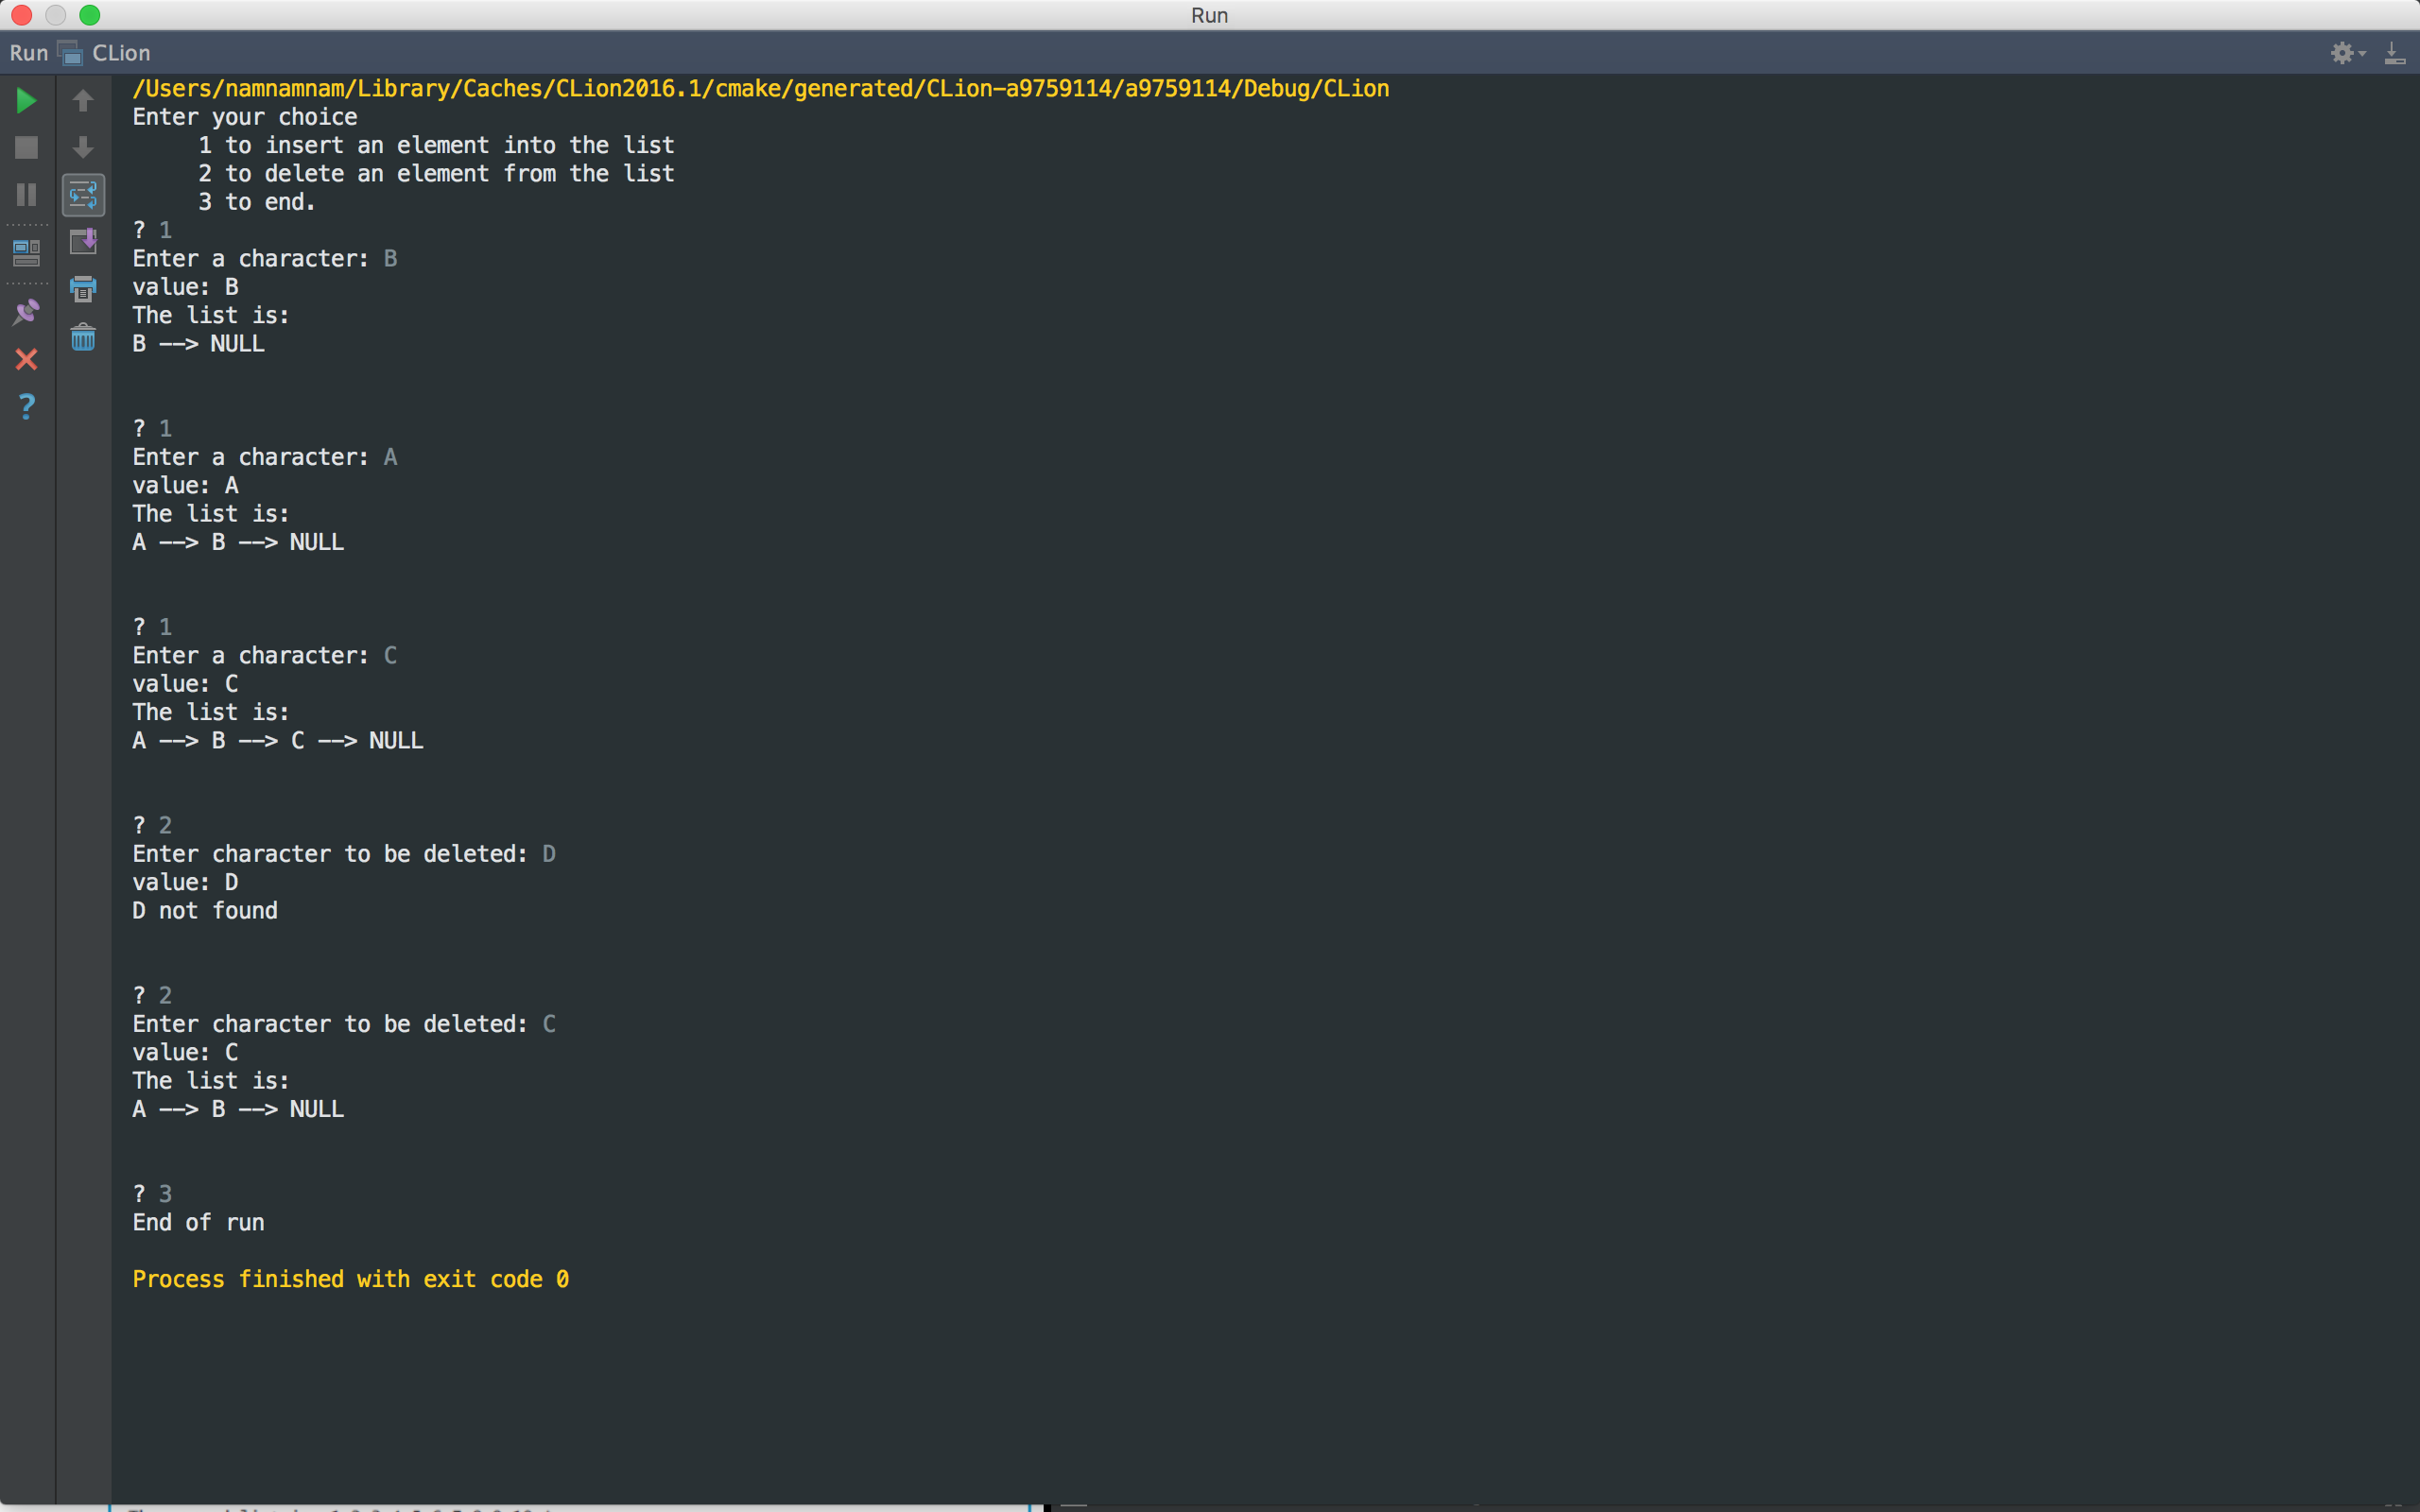 Run
Run CLion
/Users/namnamnam/Library/Caches/CLion2016.1/cmake/generated/CLion-a9759114/a9759114/Debug/CLion
Enter your choice
     1 to insert an element into the list
     2 to delete an element from the list
     3 to end.
? 1
Enter a character: B
value: B
The list is:
B --> NULL
? 1
Enter a character: A
value: A
The list is:
A --> B --> NULL
? 1
Enter a character: C
value: C
The list is:
A --> B --> C --> NULL
? 2
Enter character to be deleted: D
value: D
D not found
? 2
Enter character to be deleted: C
value: C
The list is:
A --> B --> NULL
? 3
End of run
Process finished with exit code 0